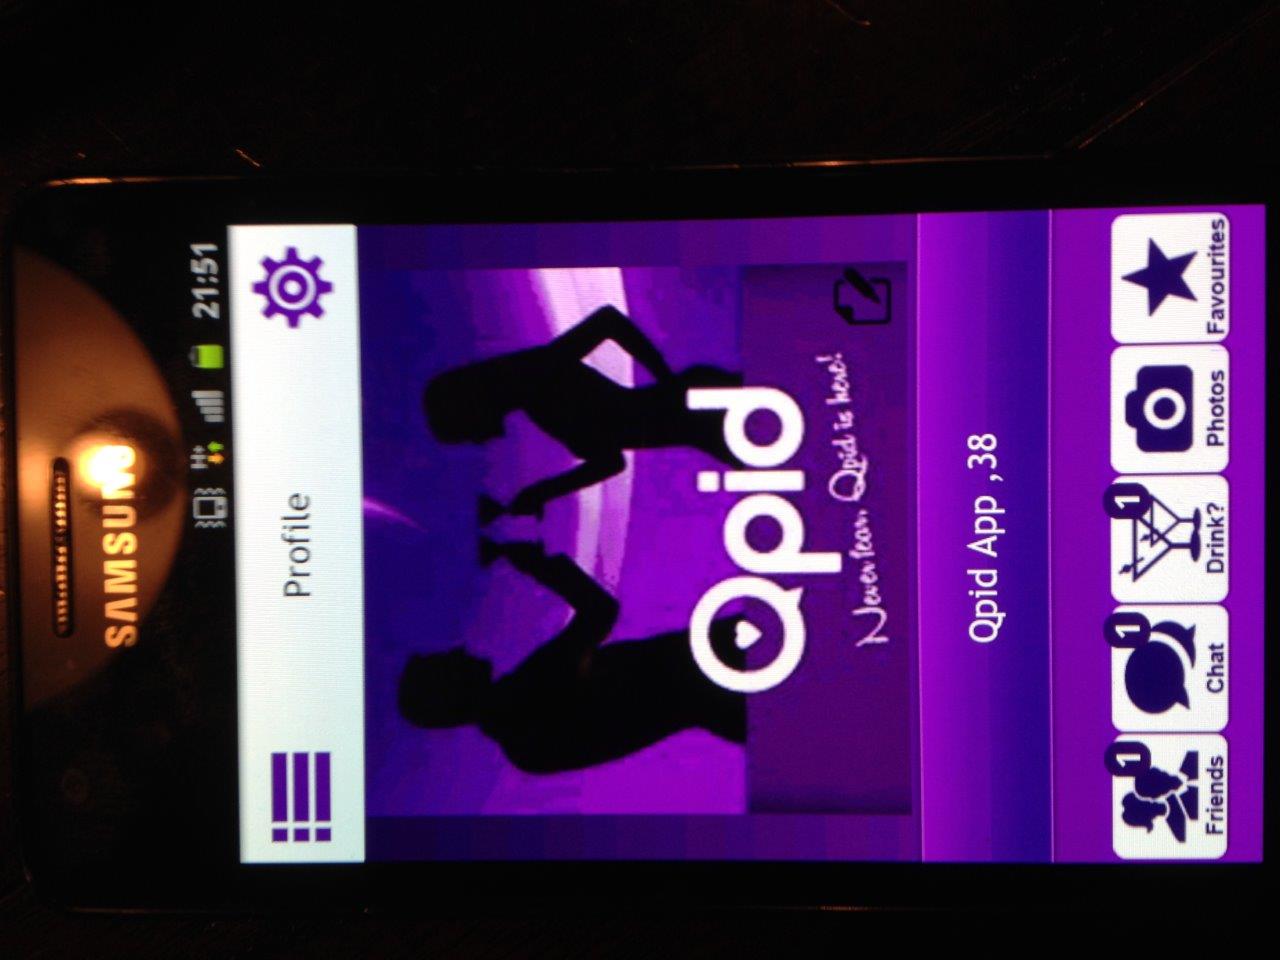 SAMSUNG
H+ 21:51
Profile
Qpid
Never fear, Qpid is here!
Qpid App ,38
1 1 1
Friends Chat Drink? Photos Favourites